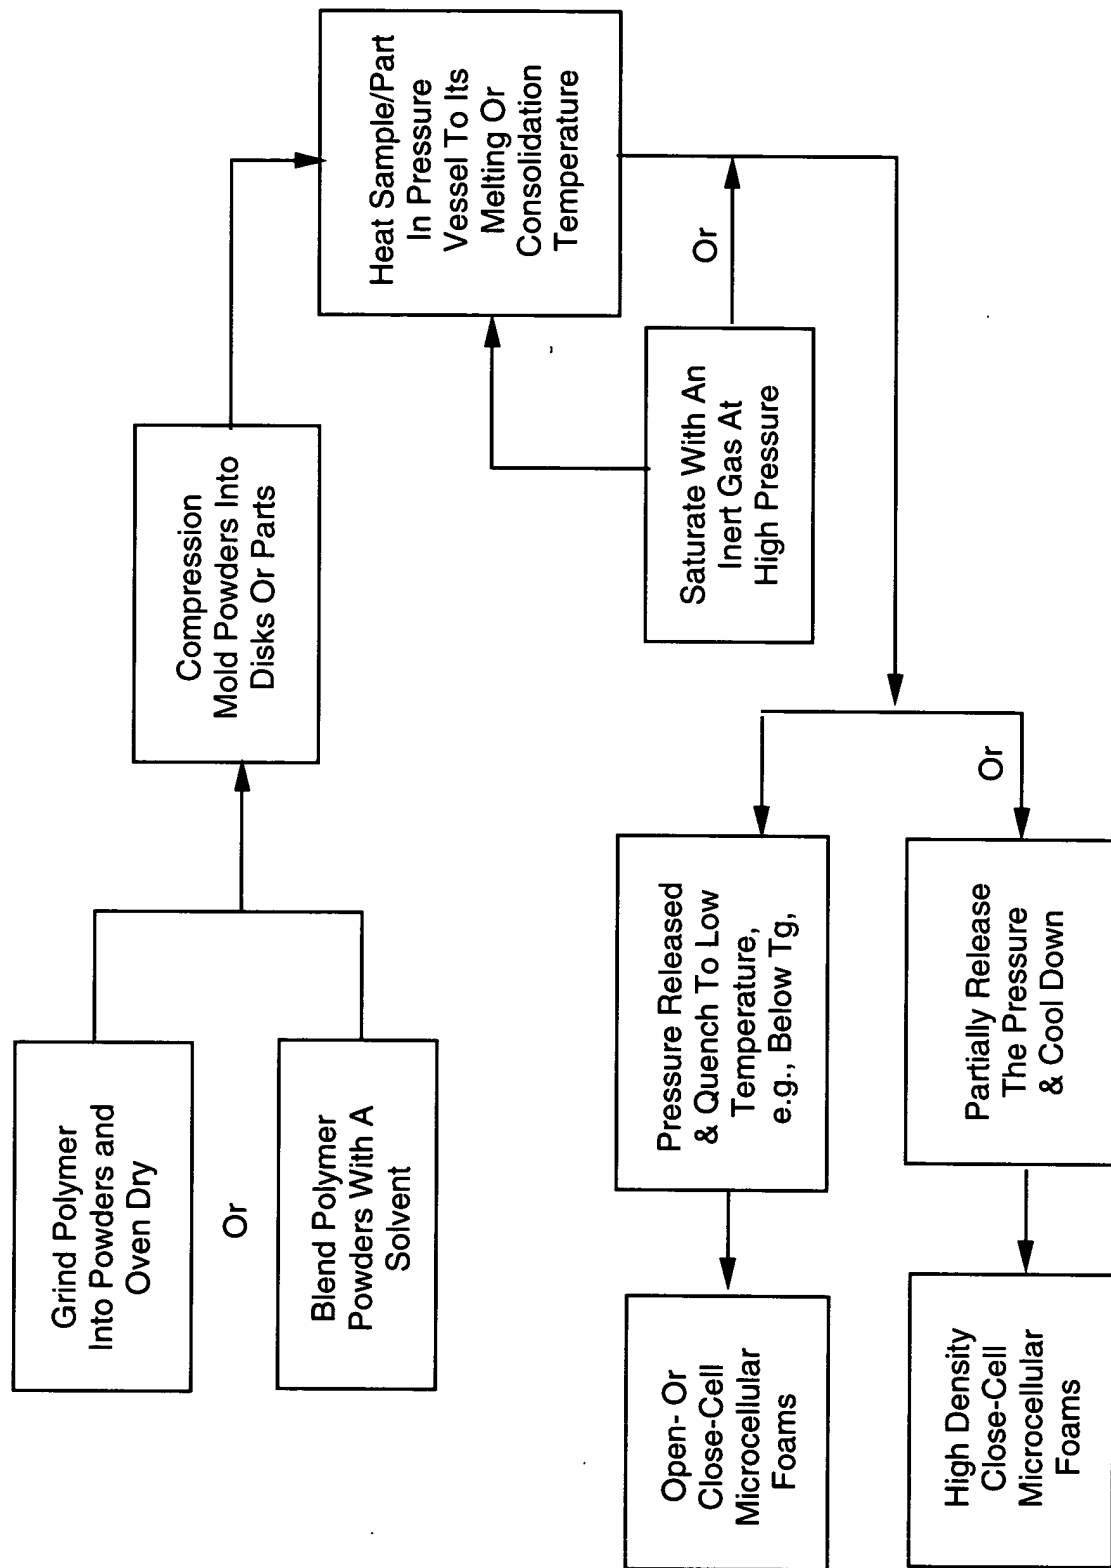 Grind Polymer
Into Powders and
Oven Dry
Or
Blend Polymer
Powders With A
Solvent
Compression
Mold Powders Into
Disks Or Parts
Heat Sample/Part
In Pressure
Vessel To Its
Melting Or
Consolidation
Temperature
Saturate With An
Inert Gas At
High Pressure
Or
Pressure Released
& Quench To Low
Temperature,
e.g., Below Tg,
Or
Partially Release
The Pressure
& Cool Down
Open- Or
Close-Cell
Microcellular
Foams
High Density
Close-Cell
Microcellular
Foams